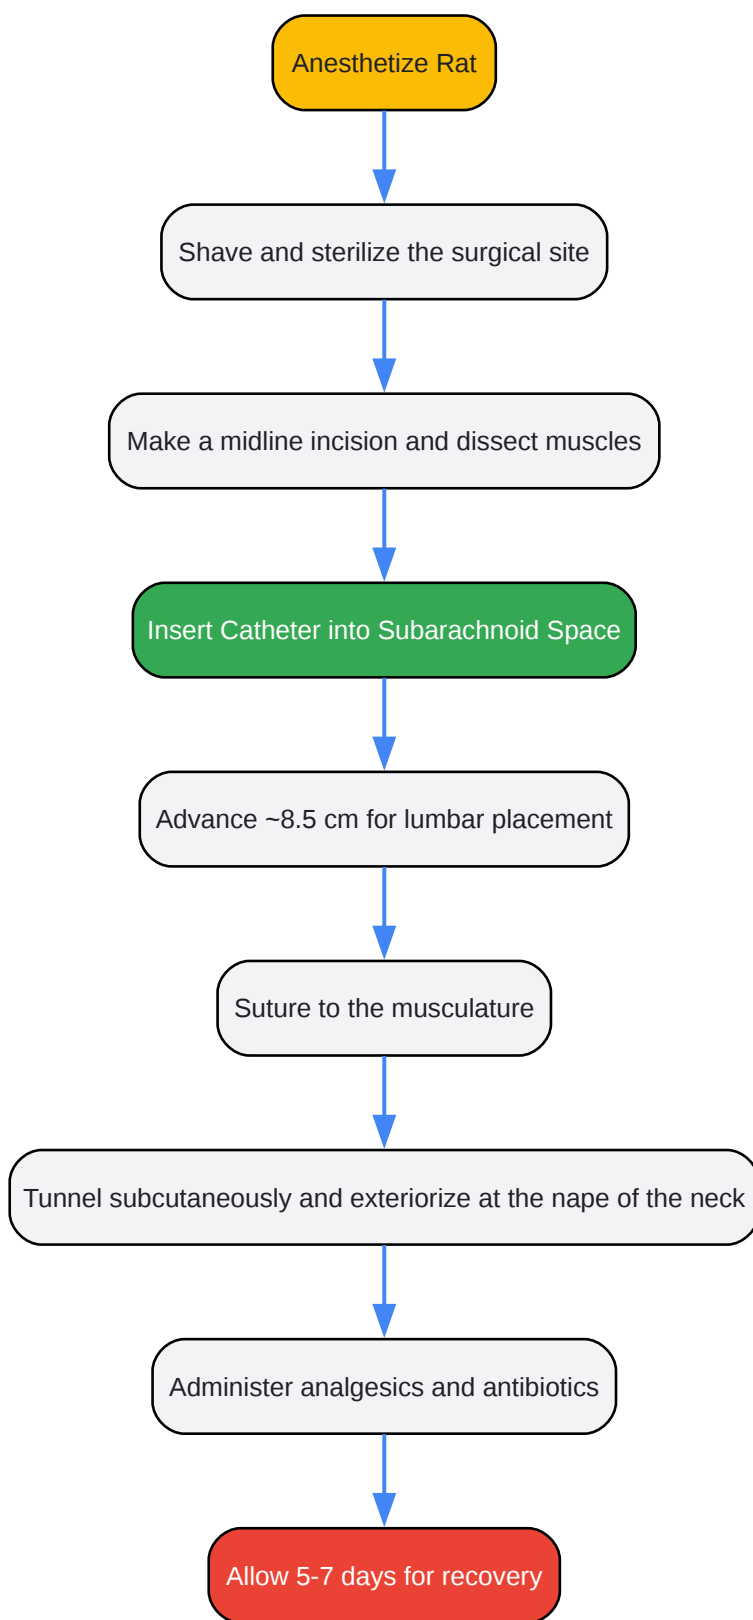 Anesthetize Rat
Shave and sterilize the surgical site
Make a midline incision and dissect muscles
Insert Catheter into Subarachnoid Space
Advance ~8.5 cm for lumbar placement
Suture to the musculature
Tunnel subcutaneously and exteriorize at the nape of the neck
Administer analgesics and antibiotics
Allow 5-7 days for recovery